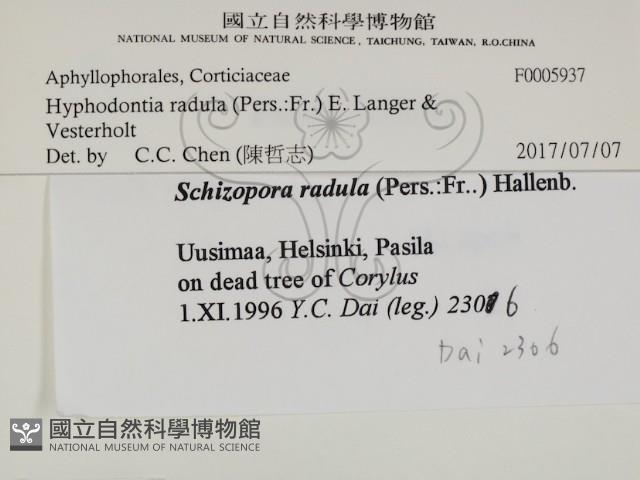 國立自然科學博物館
NATIONAL MUSEUM OF NATURAL SCIENCE, TAICHUNG, TAIWAN, R.O.CHINA
Aphyllophorales, Corticiaceae F0005937
Hyphodontia radula (Pers.:Fr.) E. Langer &
Vesterholt
Det. by C.C. Chen (陳哲志) 2017/07/07
Schizopora radula (Pers.:Fr..) Hallenb.
Uusimaa, Helsinki, Pasila
on dead tree of Corylus
1.XI.1996 Y.C. Dai (leg.) 2306
Dai 2306
國立自然科學博物館
NATIONAL MUSEUM OF NATURAL SCIENCE